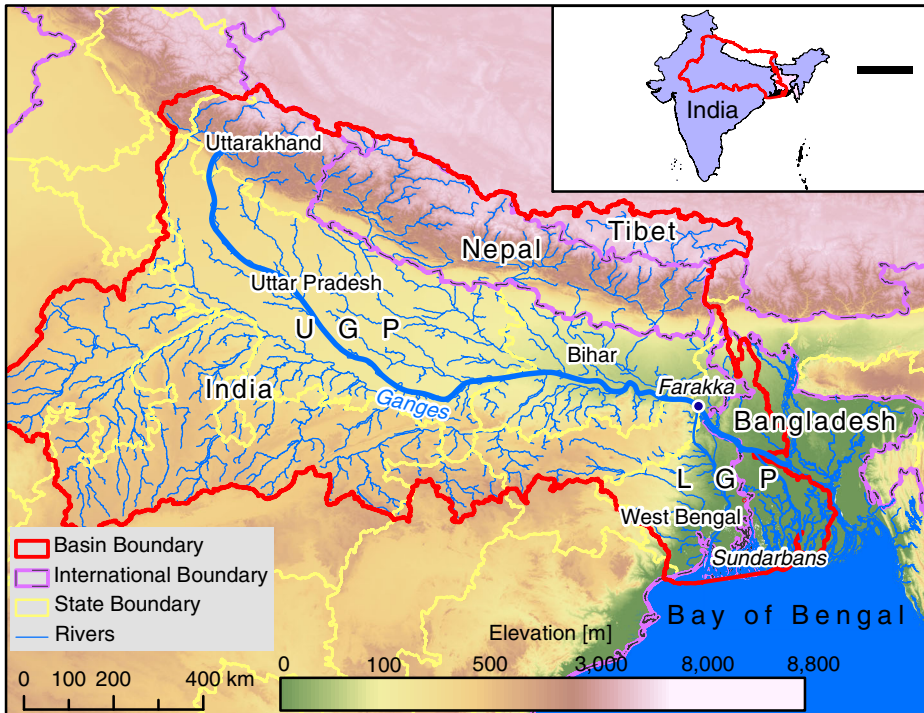 India
Uttarakhand
Tibet
Nepal
Uttar Pradesh
U G P
Bihar
India
Ganges
Farakka
Bangladesh
L G P
West Bengal
Sundarbans
Bay of Bengal
Basin Boundary
International Boundary
State Boundary
Rivers
Elevation [m]
0 100 200 400 km
0 100 500 3,000 8,000 8,800